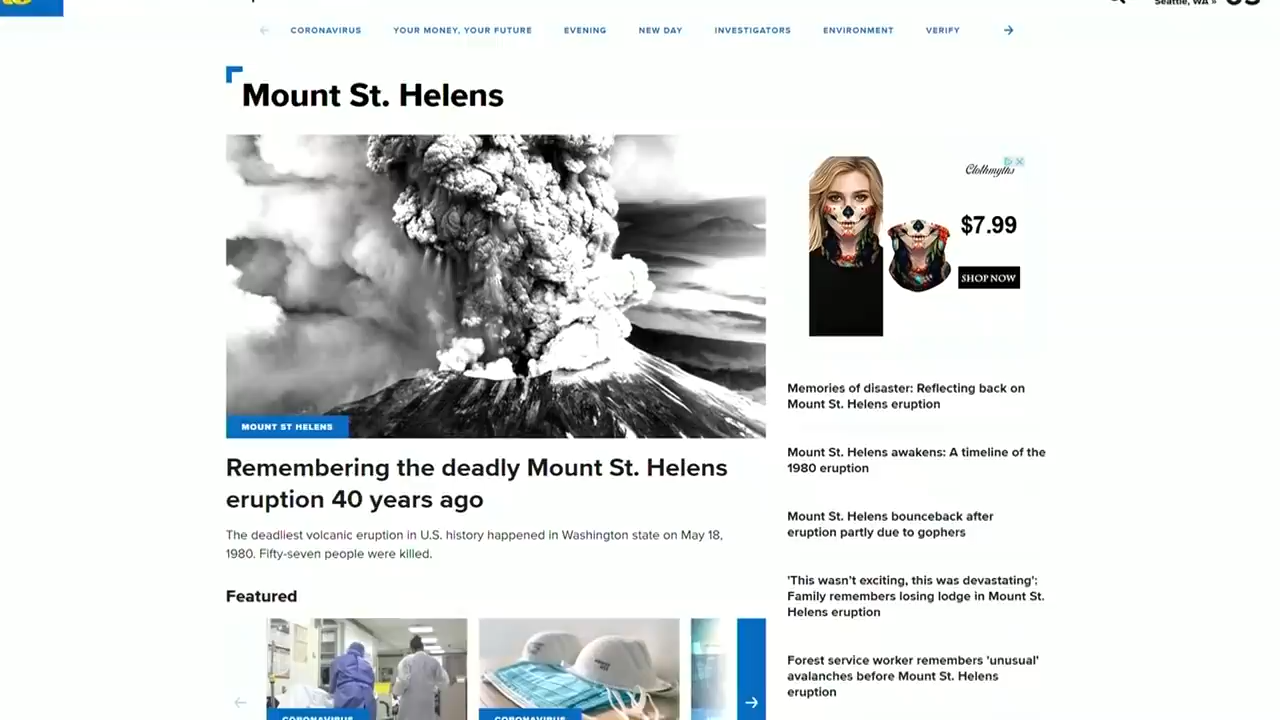 Seattle, WA »
CORONAVIRUS
YOUR MONEY, YOUR FUTURE
EVENING
NEW DAY
INVESTIGATORS
ENVIRONMENT
VERIFY
Mount St. Helens
MOUNT ST HELENS
Remembering the deadly Mount St. Helens
eruption 40 years ago
The deadliest volcanic eruption in U.S. history happened in Washington state on May 18,
1980. Fifty-seven people were killed.
Featured
CORONAVIRUS
CORONAVIRUS
Clothmyths
$7.99
SHOP NOW
Memories of disaster: Reflecting back on
Mount St. Helens eruption
Mount St. Helens awakens: A timeline of the
1980 eruption
Mount St. Helens bounceback after
eruption partly due to gophers
'This wasn't exciting, this was devastating':
Family remembers losing lodge in Mount St.
Helens eruption
Forest service worker remembers 'unusual'
avalanches before Mount St. Helens
eruption